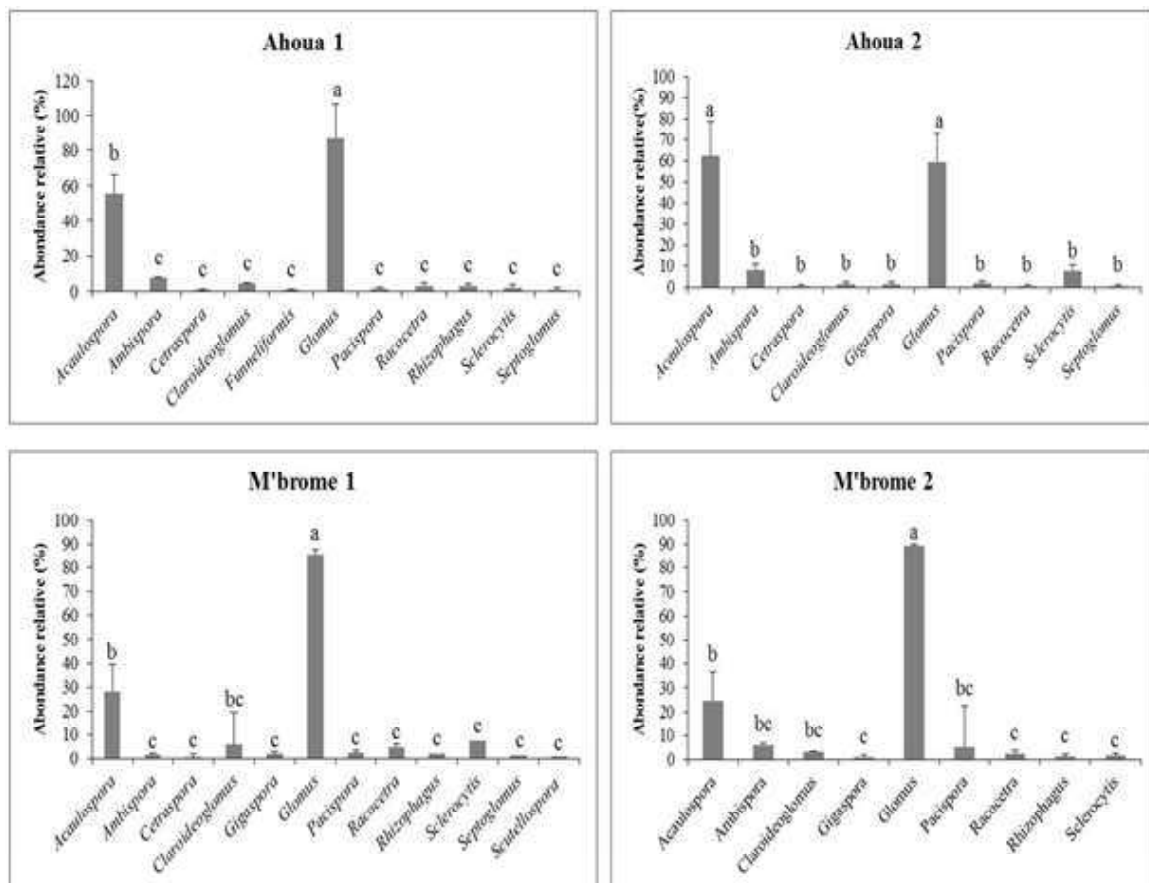 Ahoua 1
Abondance relative (%)
120
100
80
60
40
20
0
b
c
c
c
c
a
c
c
c
c
c
Acaulospora
Ambispora
Cetraspora
Claroideoglomus
Funneliformis
Glomus
Pacispora
Racocetra
Rhizophagus
Sclerocytis
Septoglomus
Ahoua 2
Abondance relative(%)
100
90
80
70
60
50
40
30
20
10
0
a
b
b
b
b
a
b
b
b
b
Acaulospora
Ambispora
Cetraspora
Claroideoglomus
Gigaspora
Glomus
Pacispora
Racocetra
Sclerocytis
Septoglomus
M'brome 1
Abondance relative (%)
100
90
80
70
60
50
40
30
20
10
0
b
c
c
bc
c
a
c
c
c
c
c
c
Acaulospora
Ambispora
Cetraspora
Claroideoglomus
Gigaspora
Glomus
Pacispora
Racocetra
Rhizophagus
Sclerocytis
Septoglomus
Scutellospora
M'brome 2
Abondance relative (%)
100
90
80
70
60
50
40
30
20
10
0
b
bc
bc
c
a
bc
c
c
c
Acaulospora
Ambispora
Claroideoglomus
Gigaspora
Glomus
Pacispora
Racocetra
Rhizophagus
Sclerocytis